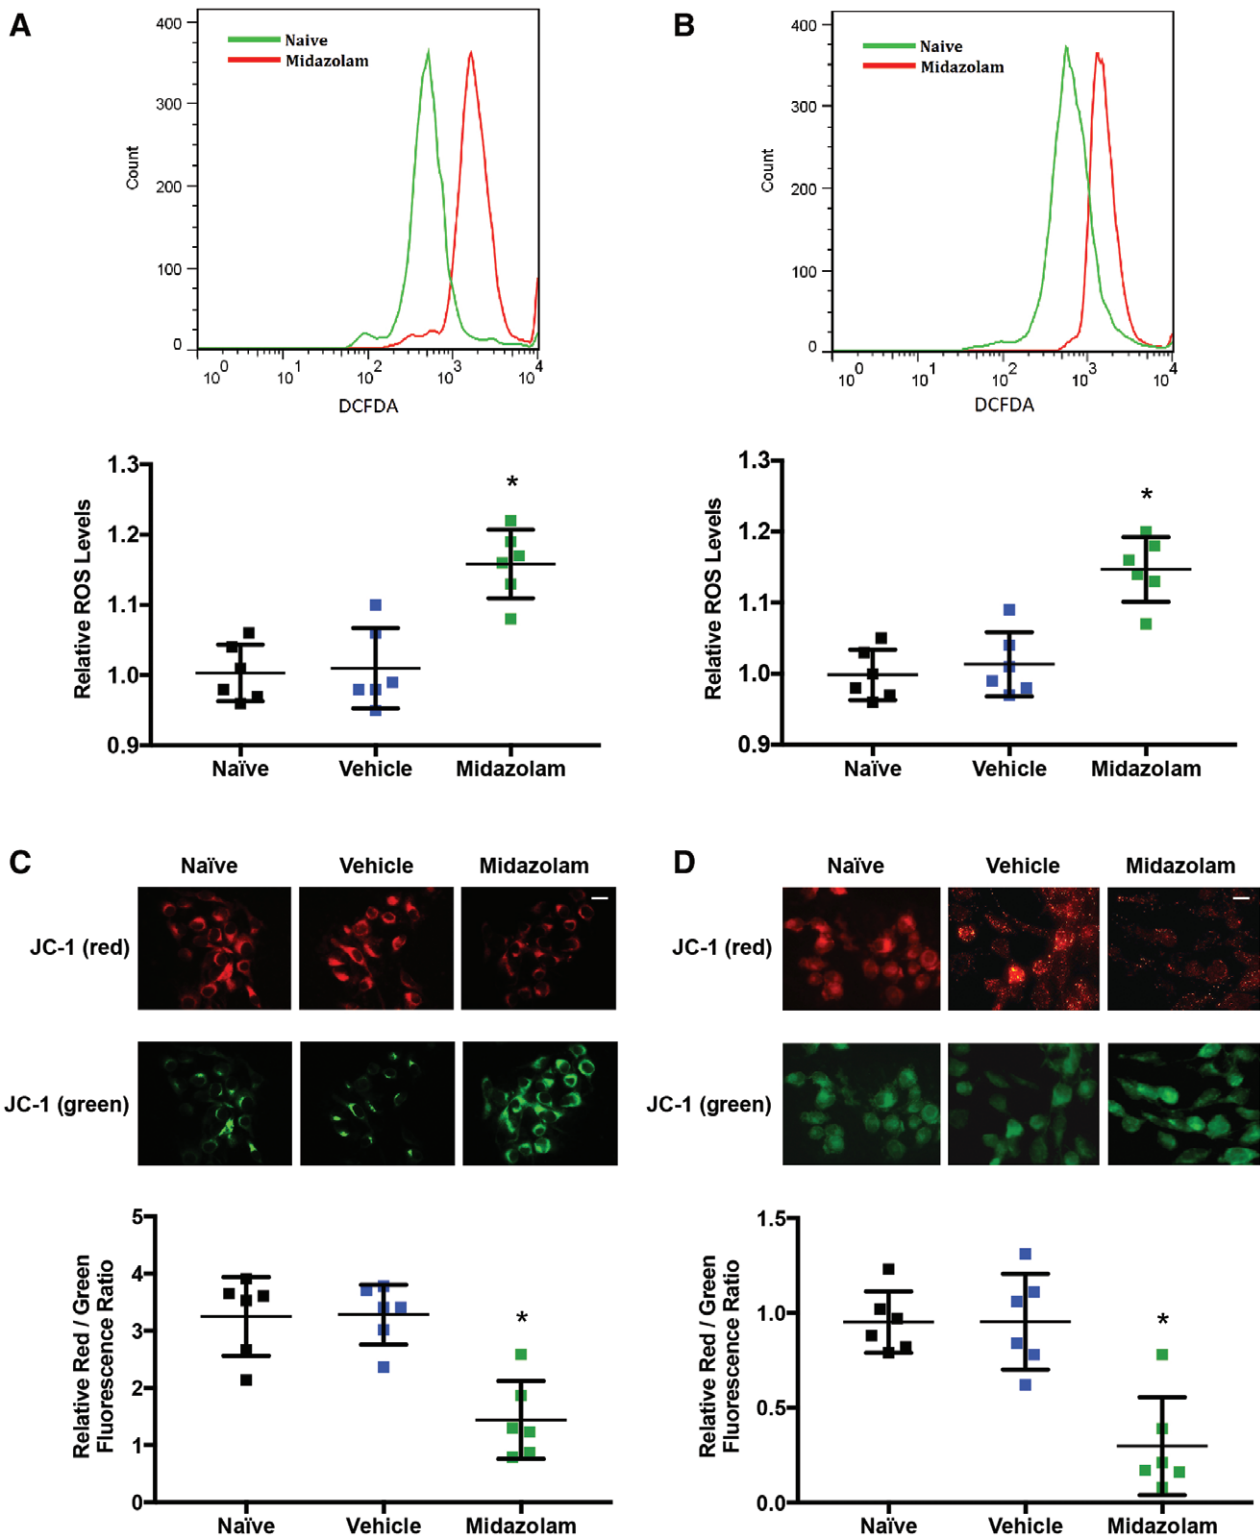 A
400
300
200
100
0
Count
Naive
Midazolam
10^0 10^1 10^2 10^3 10^4
DCFDA
1.3
1.2
1.1
1.0
0.9
Relative ROS Levels
*
Naïve Vehicle Midazolam
B
400
300
200
100
0
Count
Naive
Midazolam
10^0 10^1 10^2 10^3 10^4
DCFDA
1.3
1.2
1.1
1.0
0.9
Relative ROS Levels
*
Naïve Vehicle Midazolam
C
Naïve Vehicle Midazolam
JC-1 (red)
JC-1 (green)
5
4
3
2
1
0
Relative Red / Green
Fluorescence Ratio
*
Naïve Vehicle Midazolam
D
Naïve Vehicle Midazolam
JC-1 (red)
JC-1 (green)
1.5
1.0
0.5
0.0
Relative Red / Green
Fluorescence Ratio
*
Naïve Vehicle Midazolam